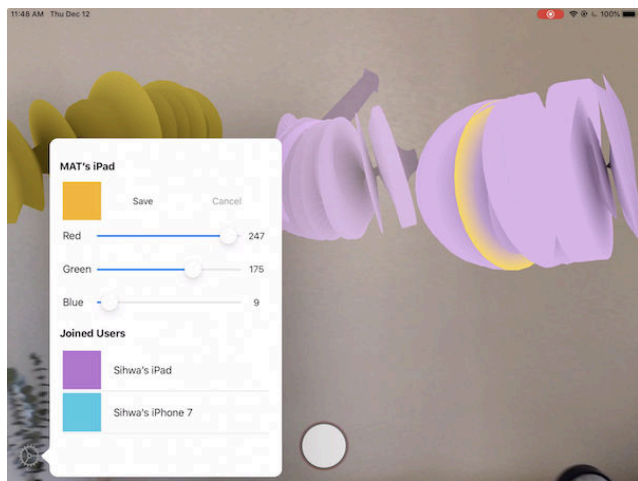 11:48 AM Thu Dec 12
100%
MAT's iPad
Save Cancel
Red 247
Green 175
Blue 9
Joined Users
Sihwa's iPad
Sihwa's iPhone 7